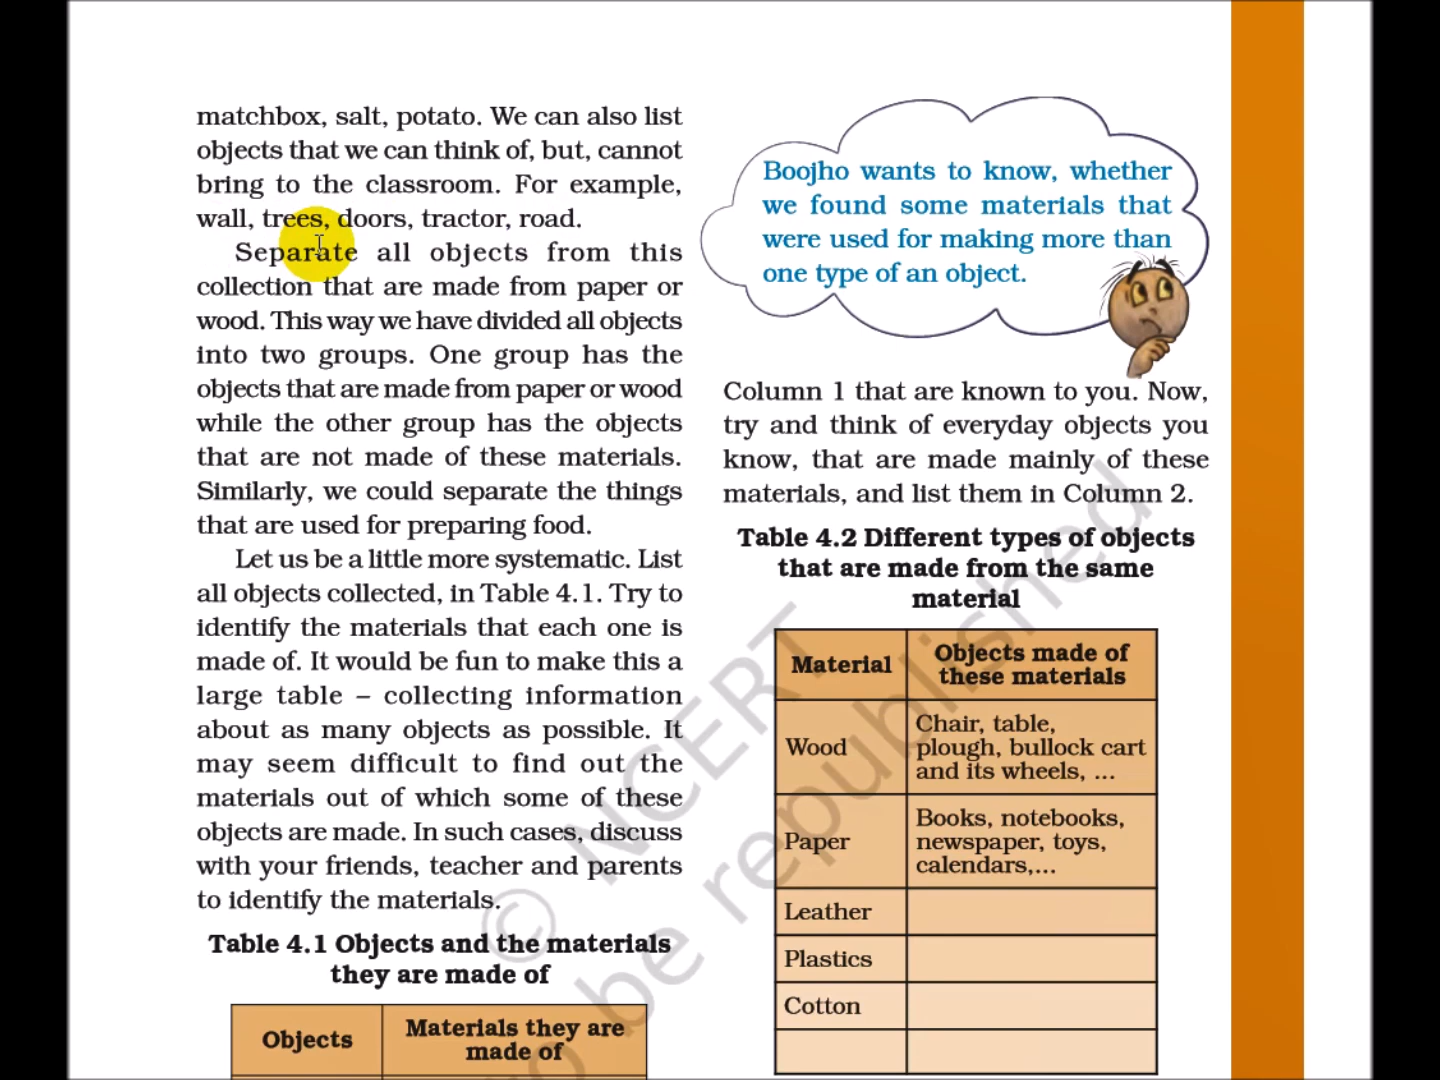 matchbox, salt, potato. We can also list
objects that we can think of, but, cannot
bring to the classroom. For example,
wall, trees, doors, tractor, road.
Separate all objects from this
collection that are made from paper or
wood. This way we have divided all objects
into two groups. One group has the
objects that are made from paper or wood
while the other group has the objects
that are not made of these materials.
Similarly, we could separate the things
that are used for preparing food.
Let us be a little more systematic. List
all objects collected, in Table 4.1. Try to
identify the materials that each one is
made of. It would be fun to make this a
large table – collecting information
about as many objects as possible. It
may seem difficult to find out the
materials out of which some of these
objects are made. In such cases, discuss
with your friends, teacher and parents
to identify the materials.
Table 4.1 Objects and the materials
they are made of
Objects
Materials they are
made of
Boojho wants to know, whether
we found some materials that
were used for making more than
one type of an object.
Column 1 that are known to you. Now,
try and think of everyday objects you
know, that are made mainly of these
materials, and list them in Column 2.
Table 4.2 Different types of objects
that are made from the same
material
Material
Objects made of
these materials
Wood
Chair, table,
plough, bullock cart
and its wheels, ...
Paper
Books, notebooks,
newspaper, toys,
calendars,...
Leather
Plastics
Cotton
© NCERT
to be republished